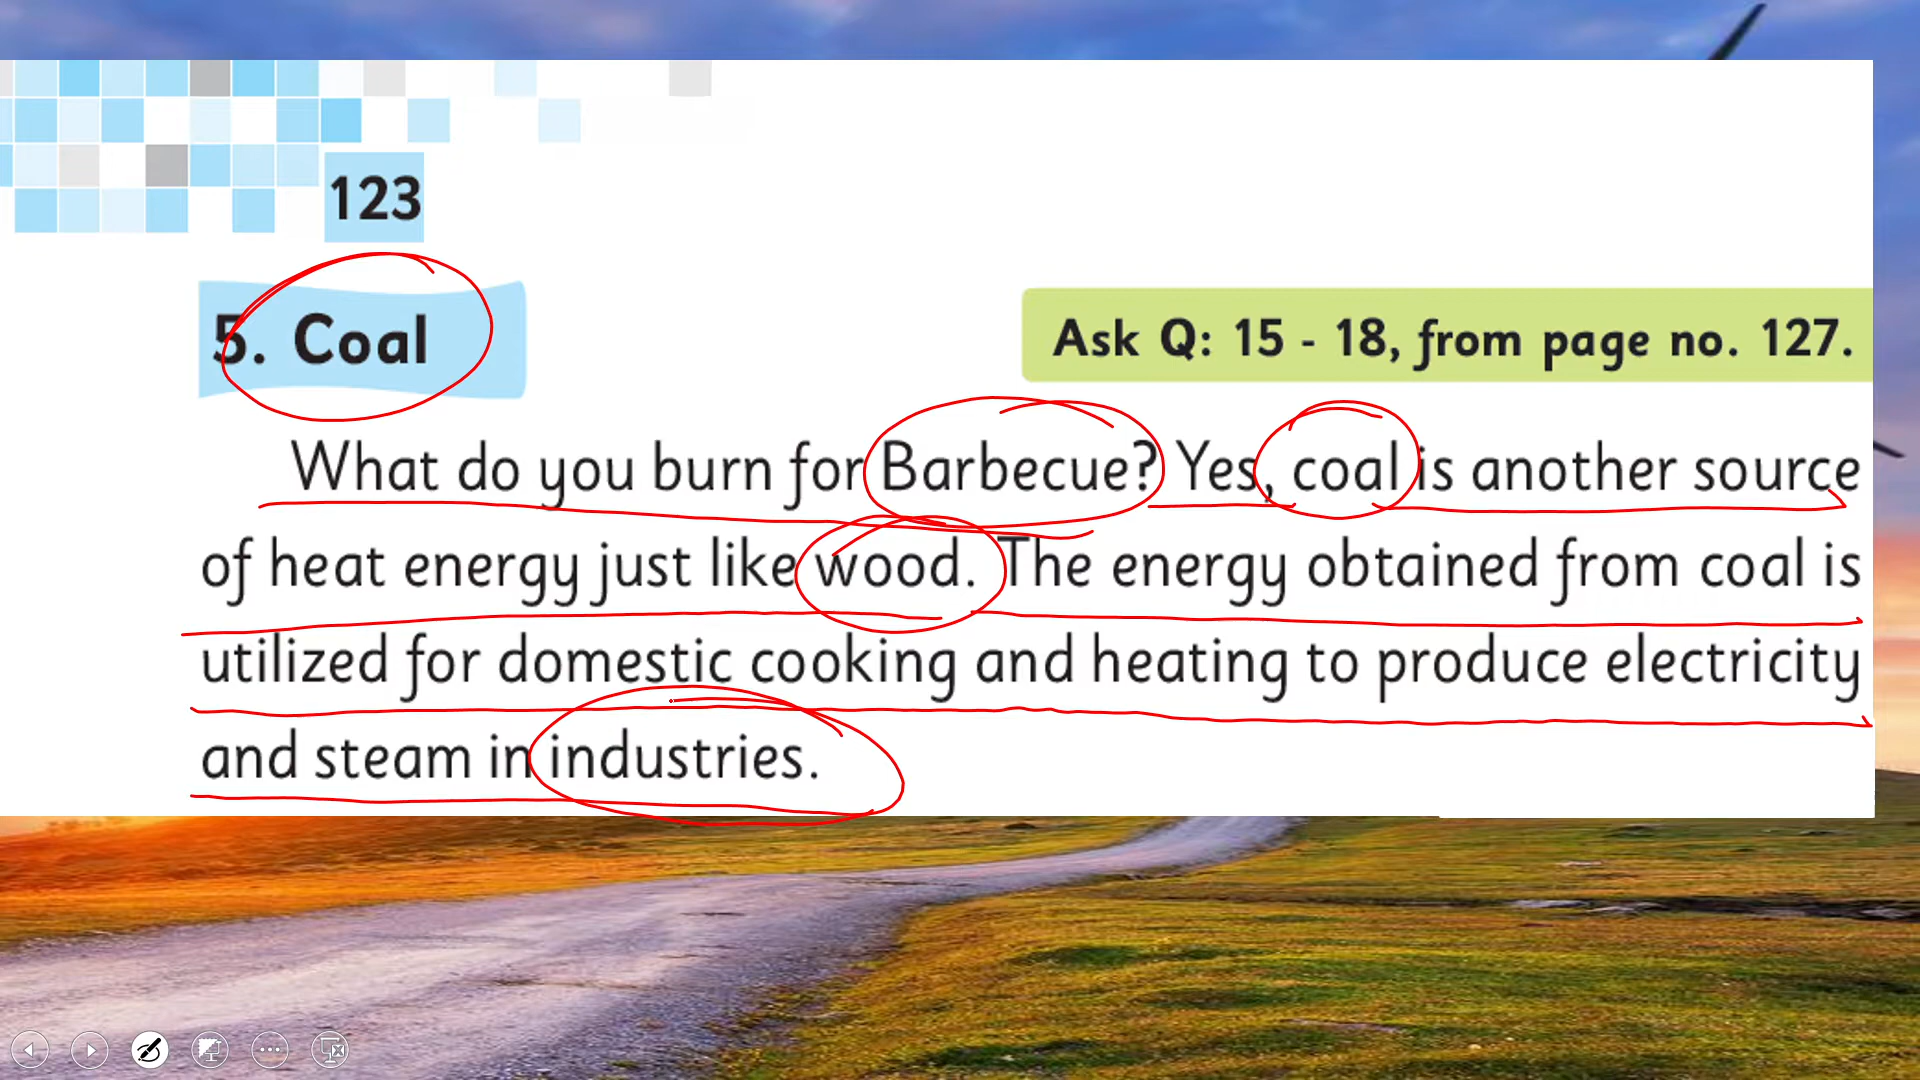 123
5. Coal
Ask Q: 15 - 18, from page no. 127.
What do you burn for Barbecue? Yes, coal is another source
of heat energy just like wood. The energy obtained from coal is
utilized for domestic cooking and heating to produce electricity
and steam in industries.